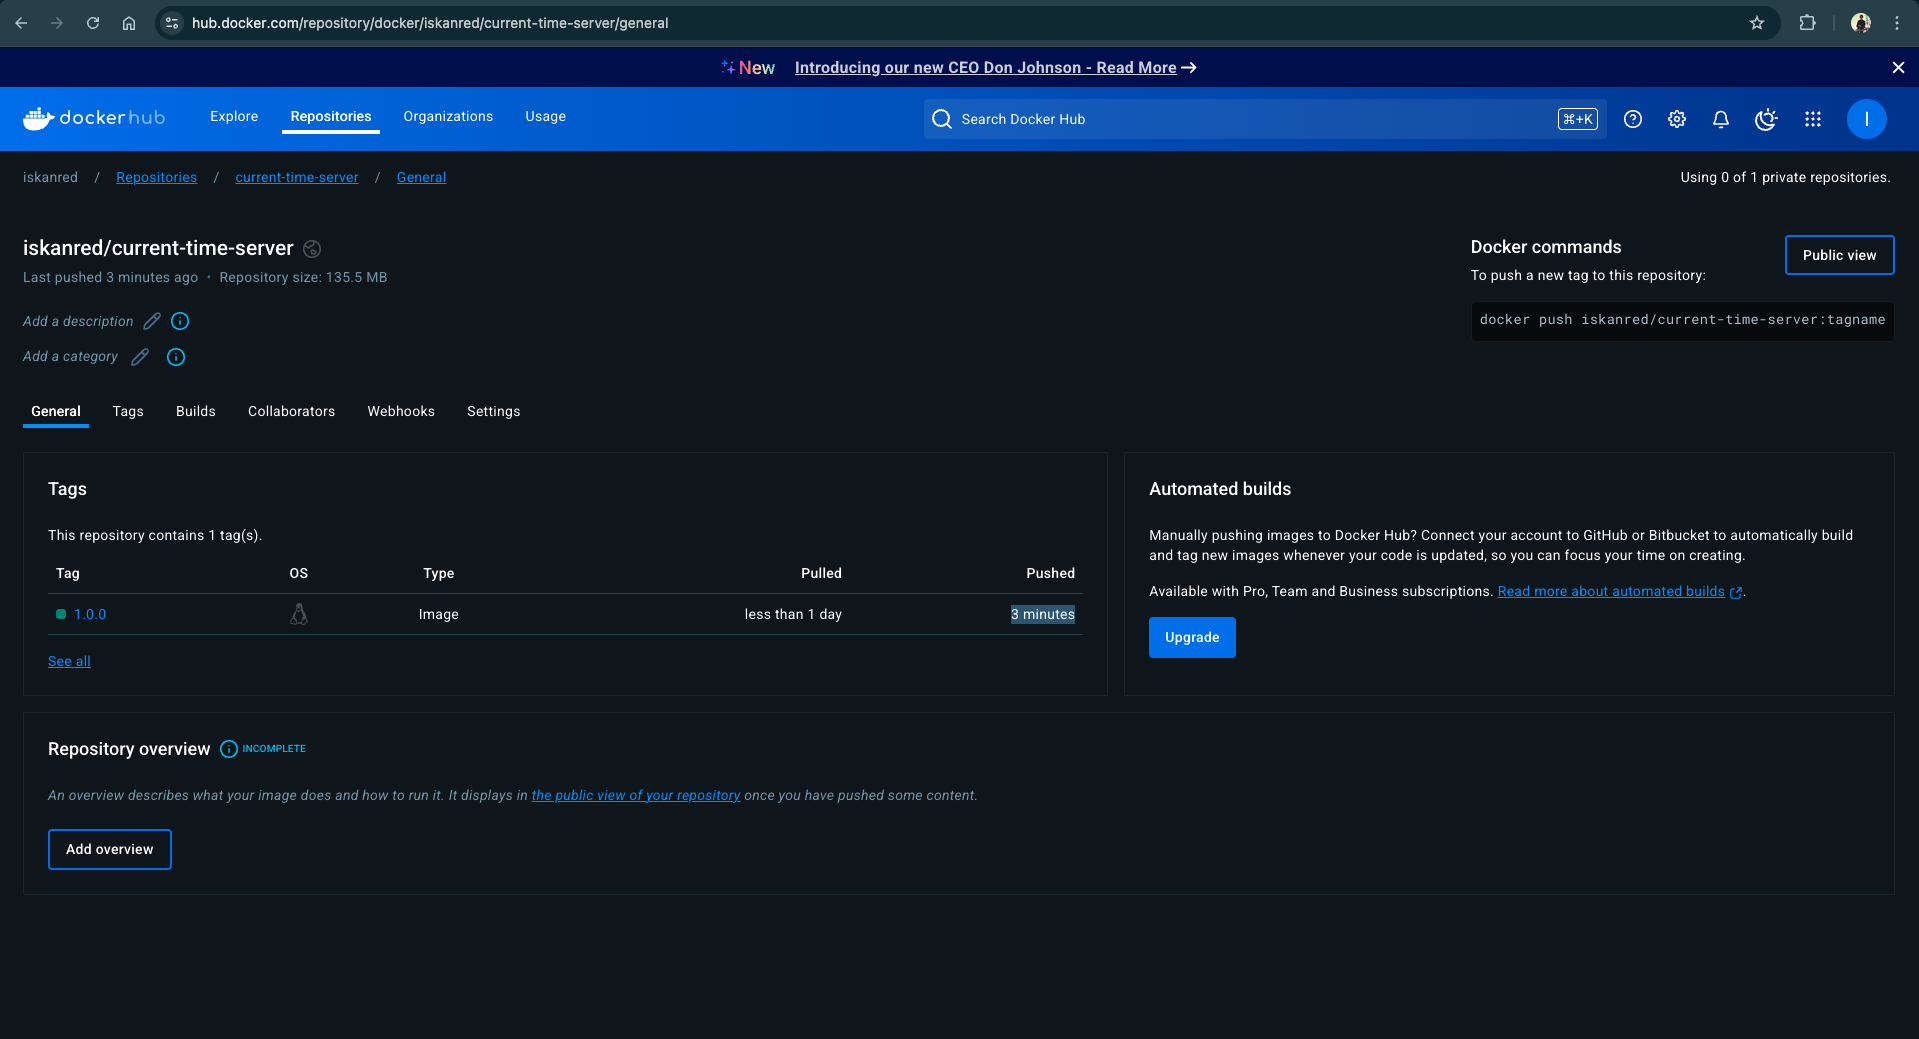 hub.docker.com/repository/docker/iskanred/current-time-server/general
New Introducing our new CEO Don Johnson - Read More →
dockerhub Explore Repositories Organizations Usage Search Docker Hub ⌘+K I
iskanred / Repositories / current-time-server / General Using 0 of 1 private repositories.
iskanred/current-time-server
Last pushed 3 minutes ago • Repository size: 135.5 MB
Add a description
Add a category
Docker commands
Public view
To push a new tag to this repository:
docker push iskanred/current-time-server:tagname
General Tags Builds Collaborators Webhooks Settings
Tags
This repository contains 1 tag(s).
Tag OS Type Pulled Pushed
1.0.0 Image less than 1 day 3 minutes
See all
Automated builds
Manually pushing images to Docker Hub? Connect your account to GitHub or Bitbucket to automatically build
and tag new images whenever your code is updated, so you can focus your time on creating.
Available with Pro, Team and Business subscriptions. Read more about automated builds.
Upgrade
Repository overview INCOMPLETE
An overview describes what your image does and how to run it. It displays in the public view of your repository once you have pushed some content.
Add overview